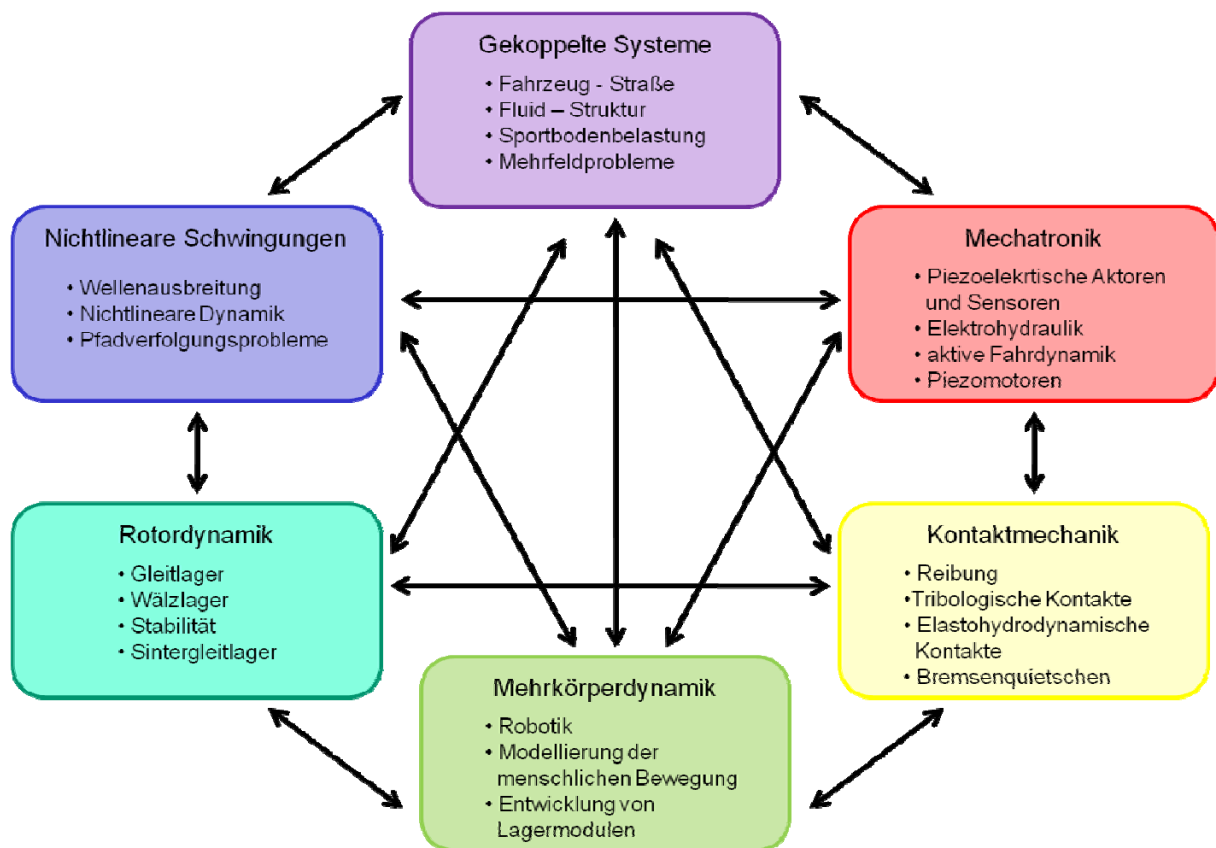 Gekoppelte Systeme
• Fahrzeug - Straße
• Fluid – Struktur
• Sportbodenbelastung
• Mehrfeldprobleme
Nichtlineare Schwingungen
• Wellenausbreitung
• Nichtlineare Dynamik
• Pfadverfolgungsprobleme
Mechatronik
• Piezoelekrtische Aktoren
und Sensoren
• Elektrohydraulik
• aktive Fahrdynamik
• Piezomotoren
Rotordynamik
• Gleitlager
• Wälzlager
• Stabilität
• Sintergleitlager
Kontaktmechanik
• Reibung
•Tribologische Kontakte
• Elastohydrodynamische
Kontakte
• Bremsenquietschen
Mehrkörperdynamik
• Robotik
• Modellierung der
menschlichen Bewegung
• Entwicklung von
Lagermodulen